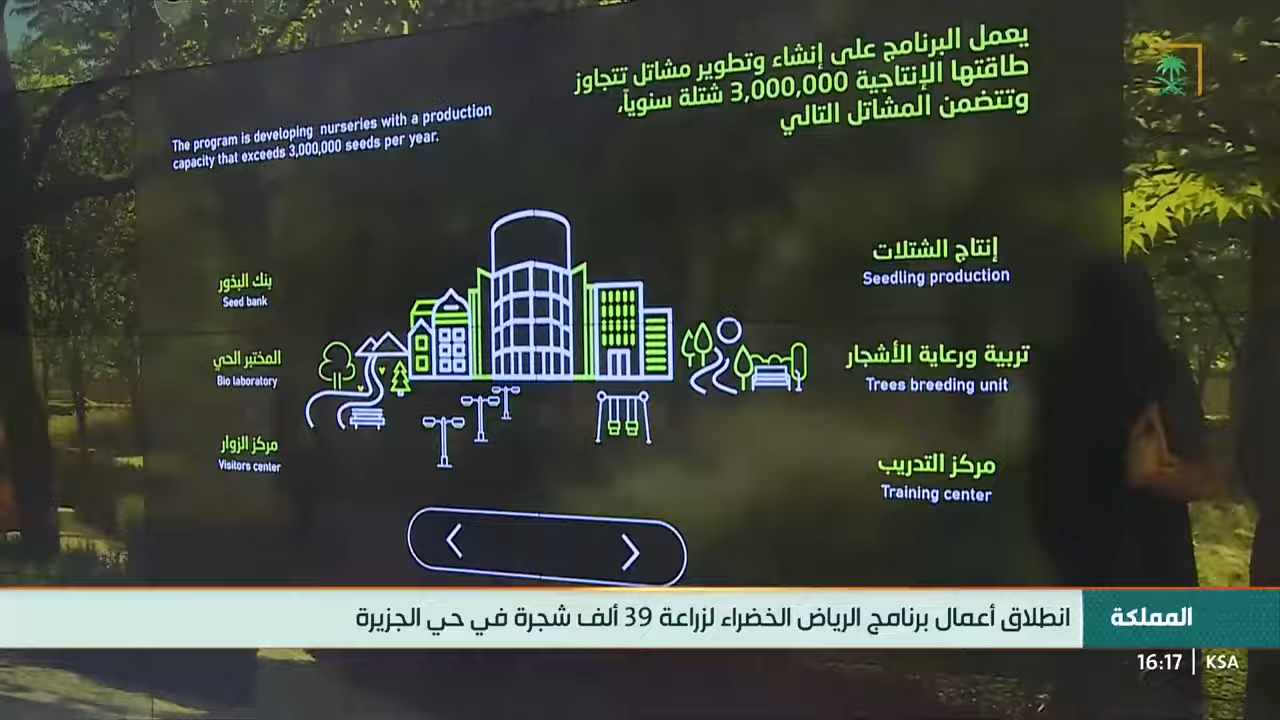 يعمل البرنامج على إنشاء وتطوير مشاتل تتجاوز
طاقتها الإنتاجية 3,000,000 شتلة سنوياً،
وتتضمن المشاتل التالي
The program is developing nurseries with a production
capacity that exceeds 3,000,000 seeds per year.
إنتاج الشتلات
Seedling production
تربية ورعاية الأشجار
Trees breeding unit
مركز التدريب
Training center
بنك البذور
Seed bank
المختبر الحي
Bio laboratory
مركز الزوار
Visitors center
المملكة
انطلاق أعمال برنامج الرياض الخضراء لزراعة 39 ألف شجرة في حي الجزيرة
16:17 | KSA